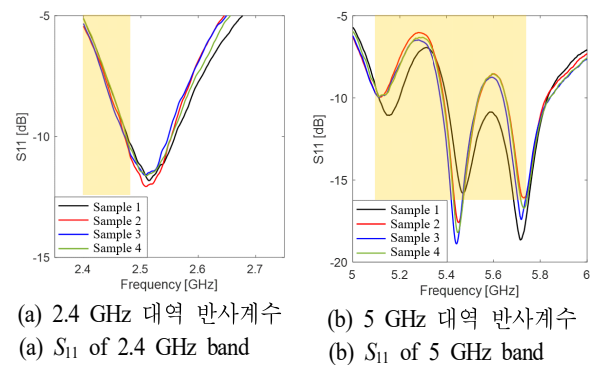 -5
-10
-15
S11 [dB]
2.4 2.5 2.6 2.7
Frequency [GHz]
Sample 1
Sample 2
Sample 3
Sample 4
-5
-10
-15
-20
S11 [dB]
5 5.2 5.4 5.6 5.8 6
Frequency [GHz]
Sample 1
Sample 2
Sample 3
Sample 4
(a) 2.4 GHz 대역 반사계수
(a) S11 of 2.4 GHz band
(b) 5 GHz 대역 반사계수
(b) S11 of 5 GHz band